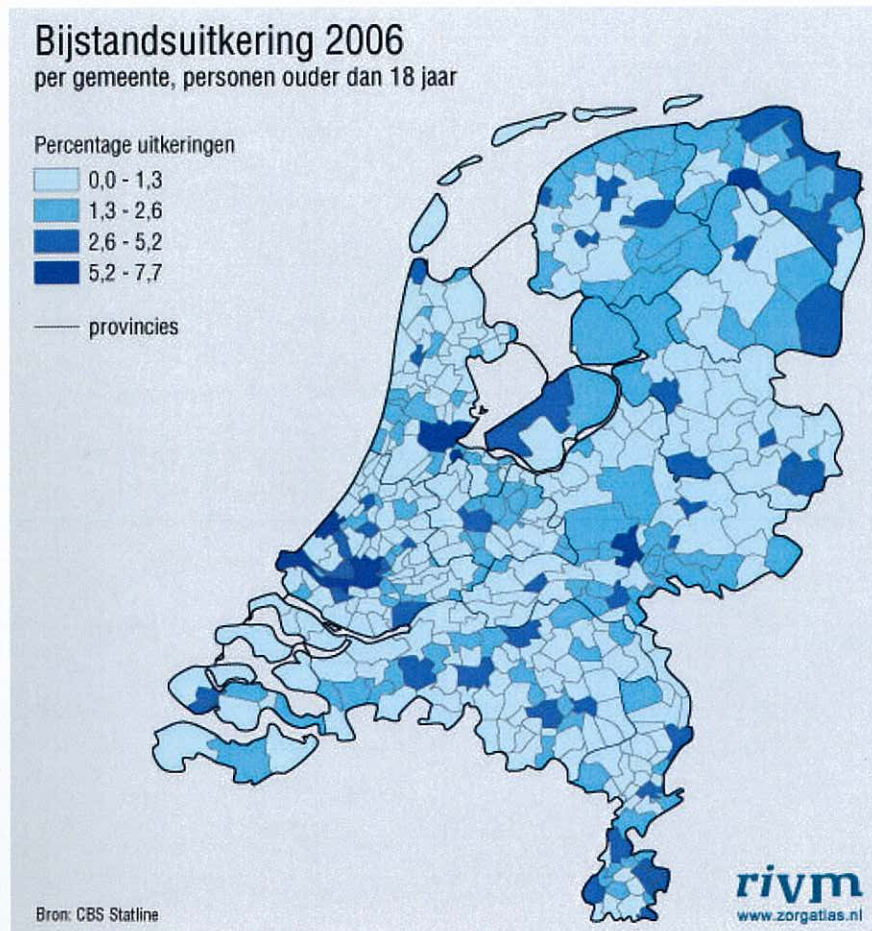 Bijstandsuitkering 2006
per gemeente, personen ouder dan 18 jaar
Percentage uitkeringen
0,0 - 1,3
1,3 - 2,6
2,6 - 5,2
5,2 - 7,7
provincies
Bron: CBS Statline
rivm
www.zorgatlas.nl